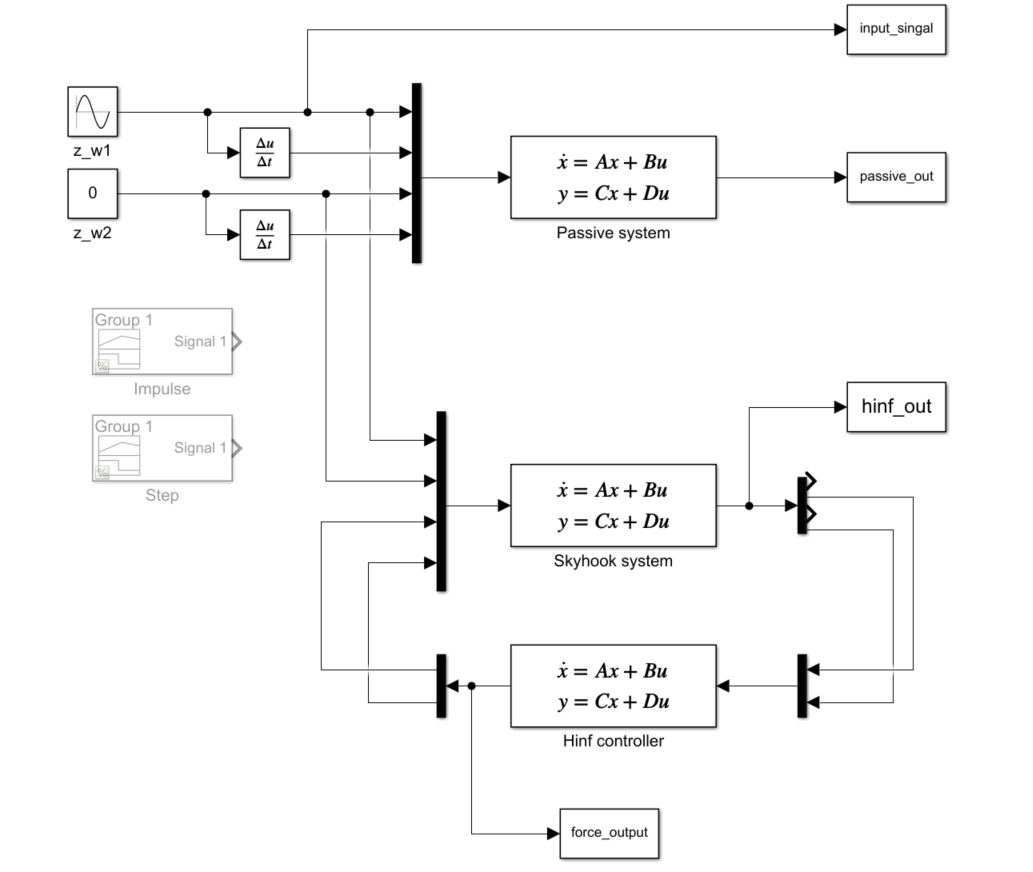 input_singal
z_w1
Δu
Δt
0
z_w2
Δu
Δt
ẋ = Ax + Bu
y = Cx + Du
Passive system
passive_out
Group 1
Signal 1
%
Impulse
Group 1
Signal 1
%
Step
hinf_out
ẋ = Ax + Bu
y = Cx + Du
Skyhook system
ẋ = Ax + Bu
y = Cx + Du
Hinf controller
force_output